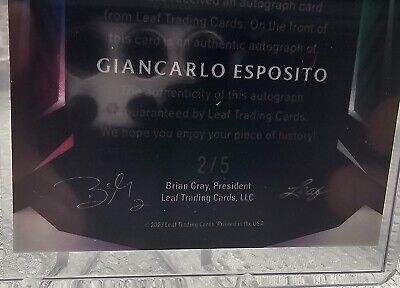 received an autograph card
from Leaf Trading Cards. On the front of
this card is an authentic autograph of
GIANCARLO ESPOSITO
The authenticity of this autograph
is guaranteed by Leaf Trading Cards.
We hope you enjoy your piece of history!
2/5
Brian Gray, President
Leaf Trading Cards, LLC
Leaf
© 2023 Leaf Trading Cards. Printed in the USA